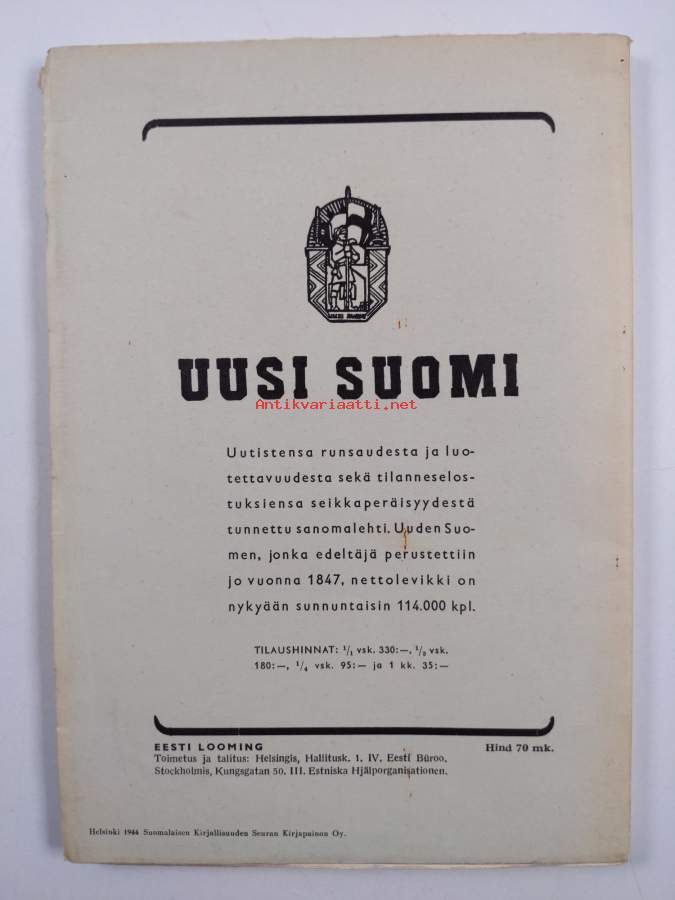 UUSI SUOMI
UUSI SUOMI
Antikvariaatti.net
Uutistensa runsaudesta ja luo-
tettavuudesta sekä tilanneselos-
tuksiensa seikkaperäisyydestä
tunnettu sanomalehti. Uuden Suo-
men, jonka edeltäjä perustettiin
jo vuonna 1847, nettolevikki on
nykyään sunnuntaisin 114.000 kpl.
TILAUSHINNAT: 1/1 vsk. 330:—, 1/2 vsk.
180:—, 1/4 vsk. 95:— ja 1 kk. 35:—
EESTI LOOMING Hind 70 mk.
Toimetus ja talitus: Helsingis, Hallitusk. 1. IV. Eesti Büroo,
Stockholmis, Kungsgatan 50. III. Estniska Hjälporganisationen.
Helsinki 1944 Suomalaisen Kirjallisuuden Seuran Kirjapainon Oy.